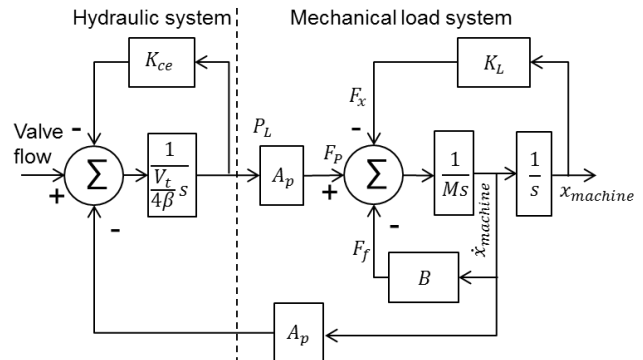 Hydraulic system
Mechanical load system
K_ce
K_L
F_x
-
-
Valve
flow
P_L
Σ
1
V_t
4β s
A_p
F_P
Σ
1
Ms
1
s
+
+
x_machine
-
-
ẋ_machine
F_f
B
A_p